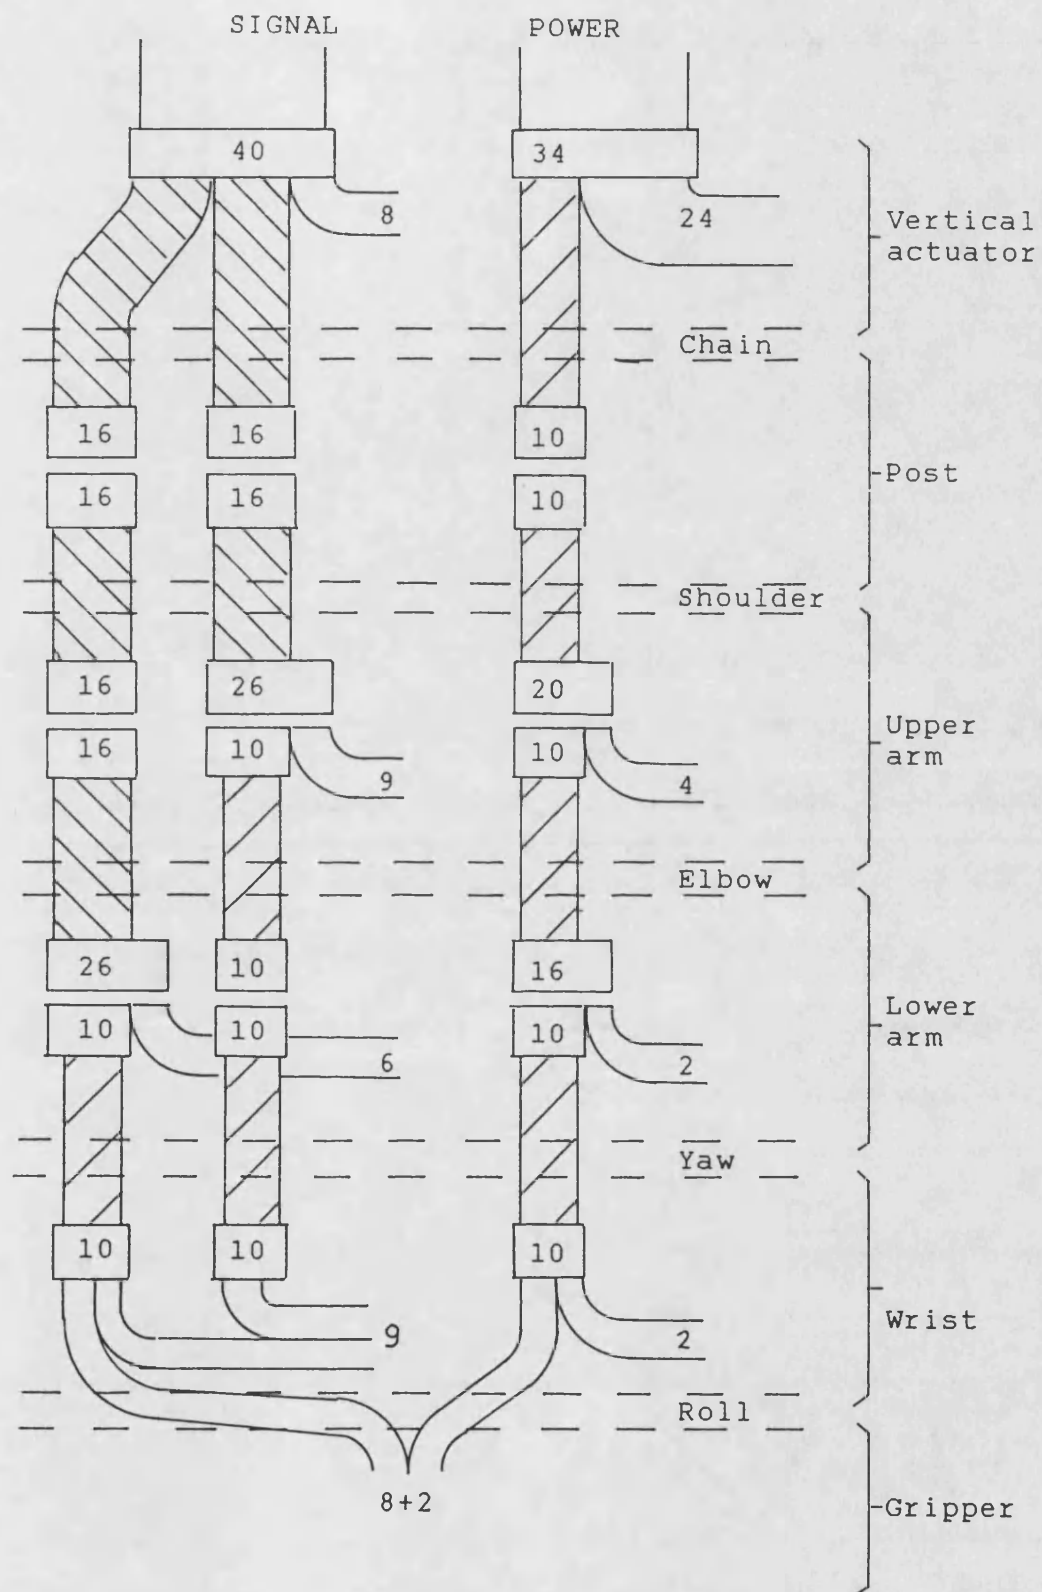 SIGNAL POWER
40 34
8 24
Vertical
actuator
Chain
16 16 10
Post
16 16 10
Shoulder
16 26 20
Upper
arm
16 10 10
9 4
Elbow
26 10 16
Lower
arm
10 10 10
6 2
Yaw
10 10 10
Wrist
9 2
Roll
8+2
Gripper